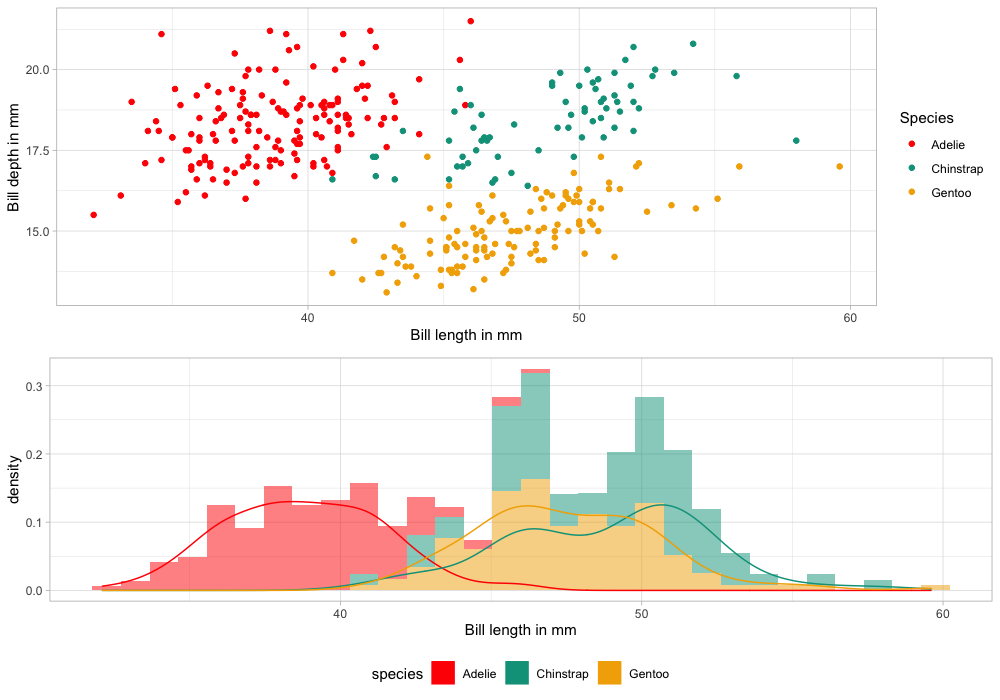 Bill depth in mm
20.0
17.5
15.0
40
50
60
Bill length in mm
Species
Adelie
Chinstrap
Gentoo
density
0.3
0.2
0.1
0.0
40
50
60
Bill length in mm
species Adelie Chinstrap Gentoo